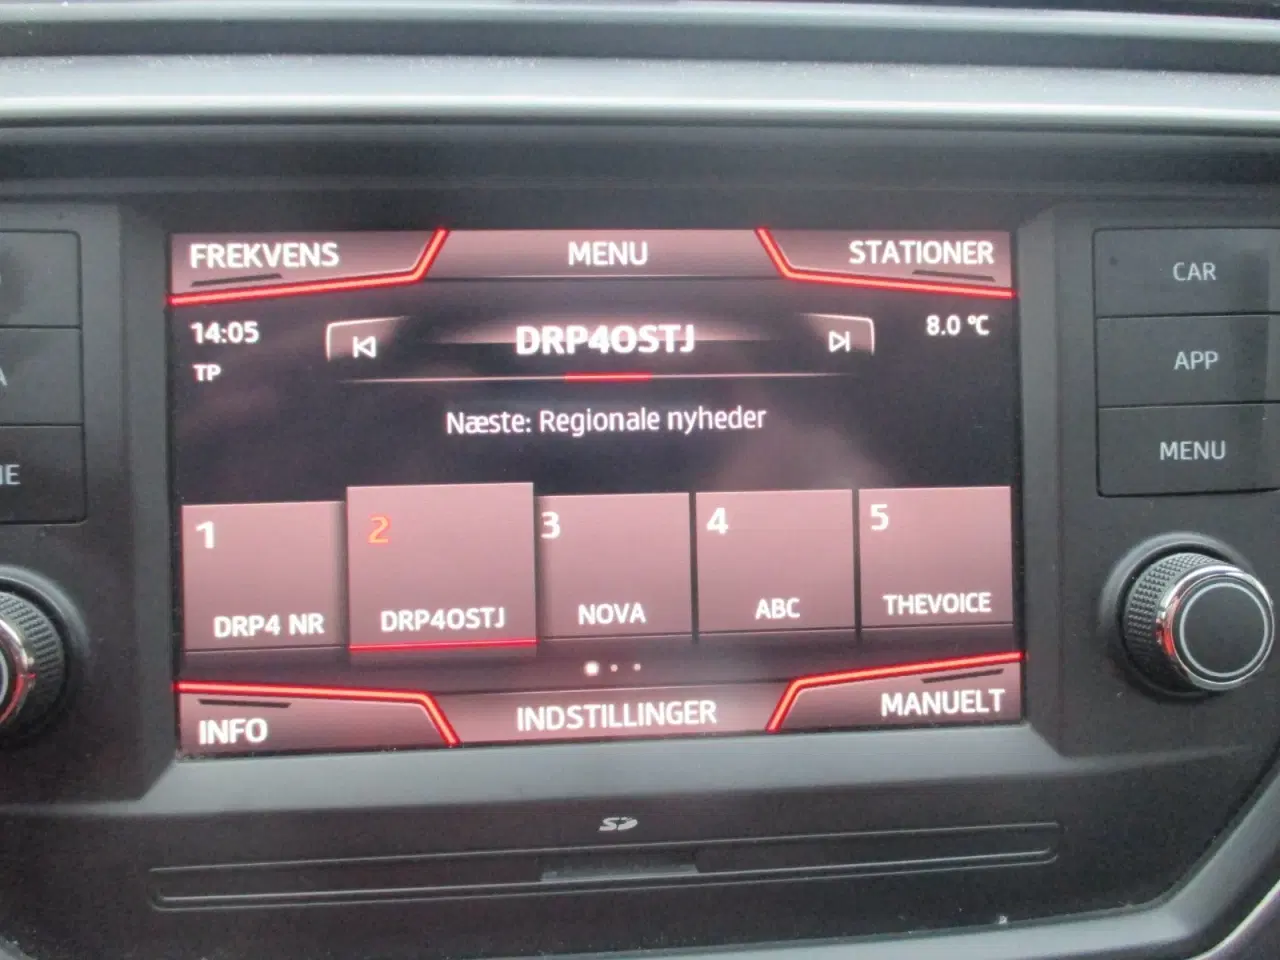 FREKVENS MENU STATIONER
14:05 DRP4OSTJ 8.0 °C
TP
Næste: Regionale nyheder
1 2 3 4 5
DRP4 NR DRP4OSTJ NOVA ABC THEVOICE
INFO INDSTILLINGER MANUELT
CAR
APP
MENU
SD